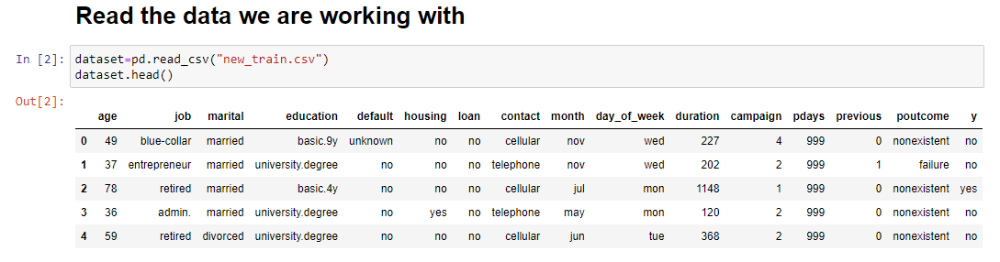 Read the data we are working with
In [2]: dataset=pd.read_csv("new_train.csv")
dataset.head()
Out[2]:
age job marital education default housing loan contact month day_of_week duration campaign pdays previous poutcome y
0 49 blue-collar married basic.9y unknown no no cellular nov wed 227 4 999 0 nonexistent no
1 37 entrepreneur married university.degree no no no telephone nov wed 202 2 999 1 failure no
2 78 retired married basic.4y no no no cellular jul mon 1148 1 999 0 nonexistent yes
3 36 admin. married university.degree no yes no telephone may mon 120 2 999 0 nonexistent no
4 59 retired divorced university.degree no no no cellular jun tue 368 2 999 0 nonexistent no